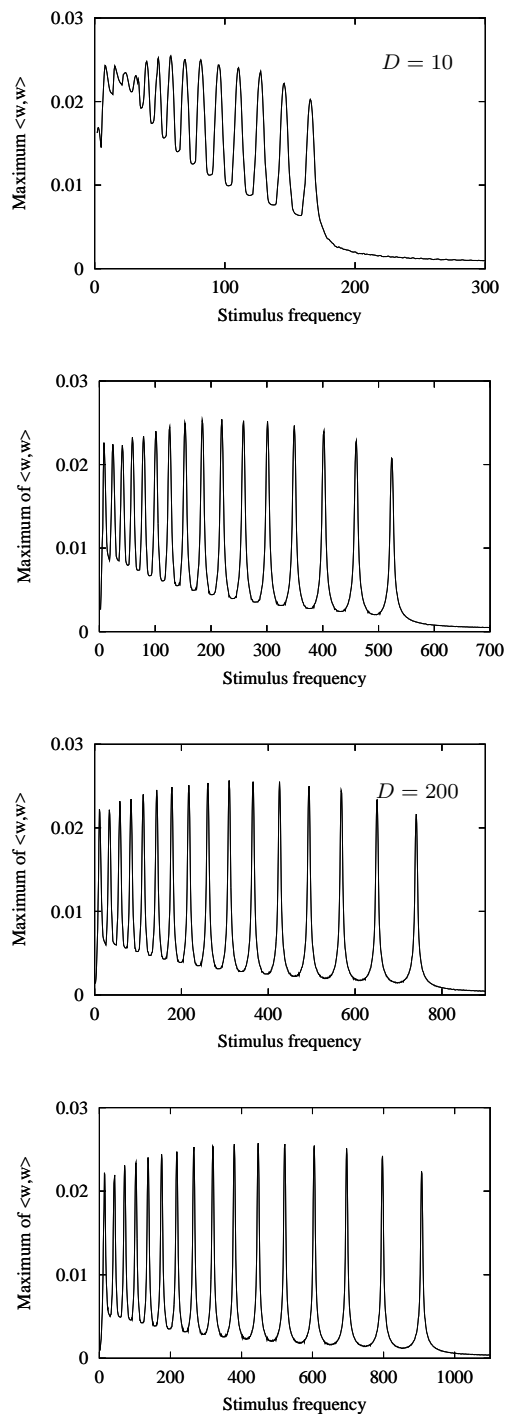 0.03
D = 10
0.02
Maximum <w,w>
0.01
0
0 100 200 300
Stimulus frequency
0.03
0.02
Maximum of <w,w>
0.01
0
0 100 200 300 400 500 600 700
Stimulus frequency
0.03
D = 200
0.02
Maximum of <w,w>
0.01
0
0 200 400 600 800
Stimulus frequency
0.03
0.02
Maximum of <w,w>
0.01
0
0 200 400 600 800 1000
Stimulus frequency